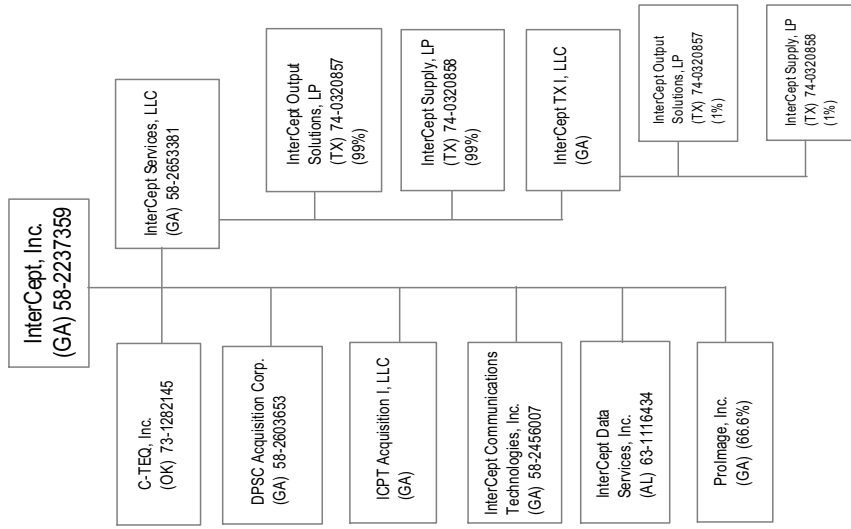 InterCept, Inc.
(GA) 58-2237359
C-TEQ, Inc.
(OK) 73-1282145
DPSC Acquisition Corp.
(GA) 58-2603653
ICPT Acquisition I, LLC
(GA)
InterCept Communications
Technologies, Inc.
(GA) 58-2456007
InterCept Data
Services, Inc.
(AL) 63-1116434
ProImage, Inc.
(GA) (66.6%)
InterCept Services, LLC
(GA) 58-2653381
InterCept Output
Solutions, LP
(TX) 74-0320857
(99%)
InterCept Supply, LP
(TX) 74-0320858
(99%)
InterCept TX I, LLC
(GA)
InterCept Output
Solutions, LP
(TX) 74-0320857
(1%)
InterCept Supply, LP
(TX) 74-0320858
(1%)